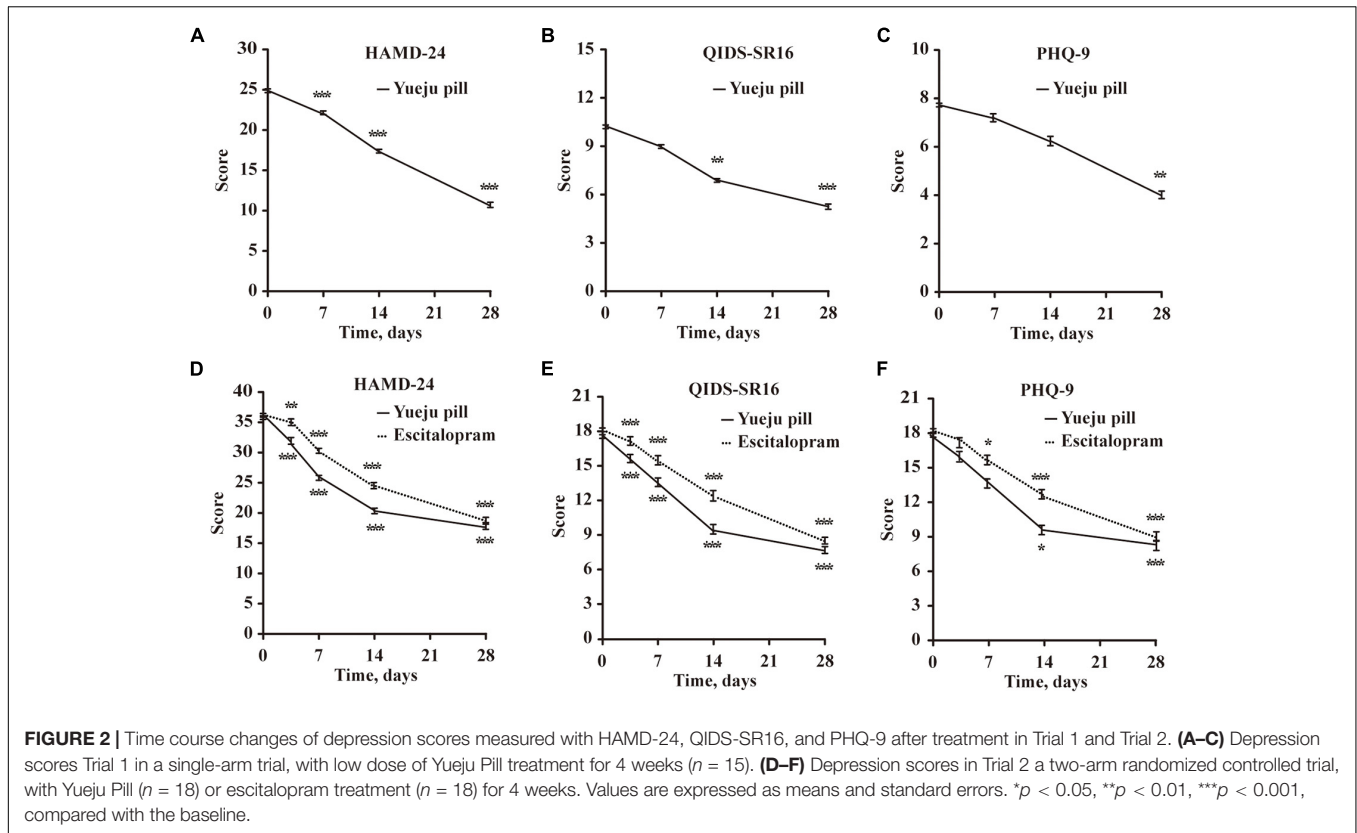 A
HAMD-24
Yueju pill
***
***
***
30
25
20
15
10
5
0
Score
0 7 14 21 28
Time, days
B
QIDS-SR16
Yueju pill
**
***
15
12
9
6
3
0
Score
0 7 14 21 28
Time, days
C
PHQ-9
Yueju pill
**
10
8
6
4
2
0
Score
0 7 14 21 28
Time, days
D
HAMD-24
Yueju pill
Escitalopram
**
***
***
***
***
***
***
***
40
35
30
25
20
15
10
5
0
Score
0 7 14 21 28
Time, days
E
QIDS-SR16
Yueju pill
Escitalopram
***
***
***
***
***
***
***
***
21
18
15
12
9
6
3
0
Score
0 7 14 21 28
Time, days
F
PHQ-9
Yueju pill
Escitalopram
*
***
***
*
***
21
18
15
12
9
6
3
0
Score
0 7 14 21 28
Time, days
FIGURE 2 | Time course changes of depression scores measured with HAMD-24, QIDS-SR16, and PHQ-9 after treatment in Trial 1 and Trial 2. (A–C) Depression
scores Trial 1 in a single-arm trial, with low dose of Yueju Pill treatment for 4 weeks (n = 15). (D–F) Depression scores in Trial 2 a two-arm randomized controlled trial,
with Yueju Pill (n = 18) or escitalopram treatment (n = 18) for 4 weeks. Values are expressed as means and standard errors. *p < 0.05, **p < 0.01, ***p < 0.001,
compared with the baseline.